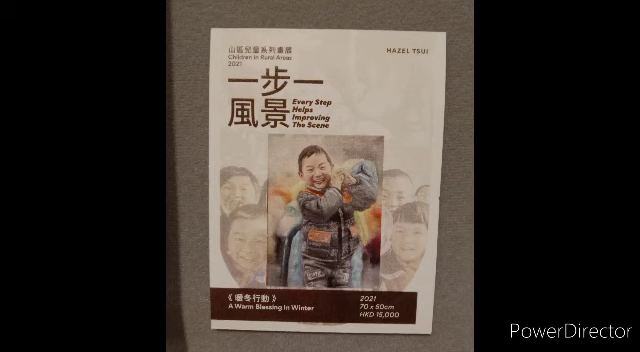 山區兒童系列畫展
Children in Rural Areas
2021
HAZEL TSUI
一步一
風景
Every Step
Helps
Improving
The Scene
《 暖冬行動 》
A Warm Blessing in Winter
2021
70 x 50cm
HKD 15,000
PowerDirector